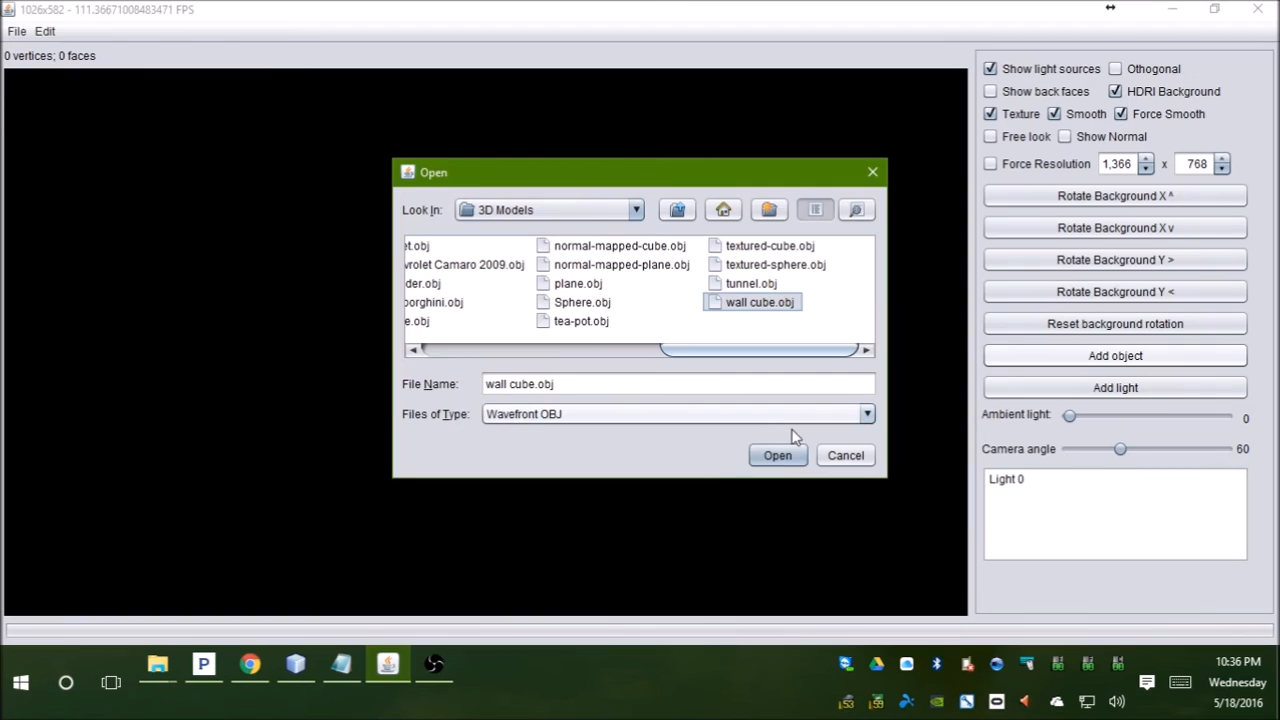 1026x582 - 111.36671008483471 FPS
File Edit
0 vertices; 0 faces
Show light sources Othogonal
Show back faces HDRI Background
Texture Smooth Force Smooth
Free look Show Normal
Force Resolution 1,366 x 768
Rotate Background X ^
Rotate Background X v
Rotate Background Y >
Rotate Background Y <
Reset background rotation
Add object
Add light
Ambient light: 0
Camera angle 60
Light 0
Open
Look In: 3D Models
et.obj normal-mapped-cube.obj textured-cube.obj
vrolet Camaro 2009.obj normal-mapped-plane.obj textured-sphere.obj
der.obj plane.obj tunnel.obj
borghini.obj Sphere.obj wall cube.obj
e.obj tea-pot.obj
File Name: wall cube.obj
Files of Type: Wavefront OBJ
Open Cancel
P
10:36 PM
Wednesday
5/18/2016